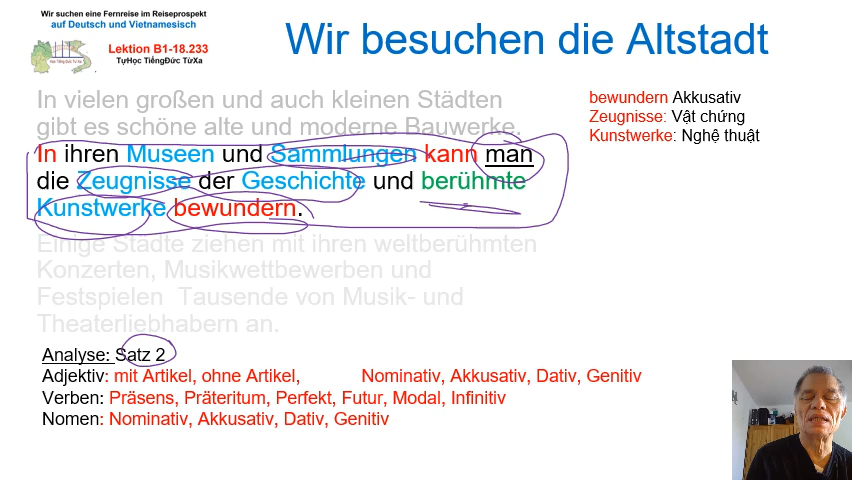 Wir suchen eine Fernreise im Reiseprospekt
auf Deutsch und Vietnamesisch
Lektion B1-18.233
TựHọc TiếngĐức TừXa
Wir besuchen die Altstadt
In vielen großen und auch kleinen Städten
gibt es schöne alte und moderne Bauwerke.
In ihren Museen und Sammlungen kann man
die Zeugnisse der Geschichte und berühmte
Kunstwerke bewundern.
Einige Städte ziehen mit ihren weltberühmten
Konzerten, Musikwettbewerben und
Festspielen Tausende von Musik- und
Theaterliebhabern an.
bewundern Akkusativ
Zeugnisse: Vật chứng
Kunstwerke: Nghệ thuật
Analyse: Satz 2
Adjektiv: mit Artikel, ohne Artikel, Nominativ, Akkusativ, Dativ, Genitiv
Verben: Präsens, Präteritum, Perfekt, Futur, Modal, Infinitiv
Nomen: Nominativ, Akkusativ, Dativ, Genitiv